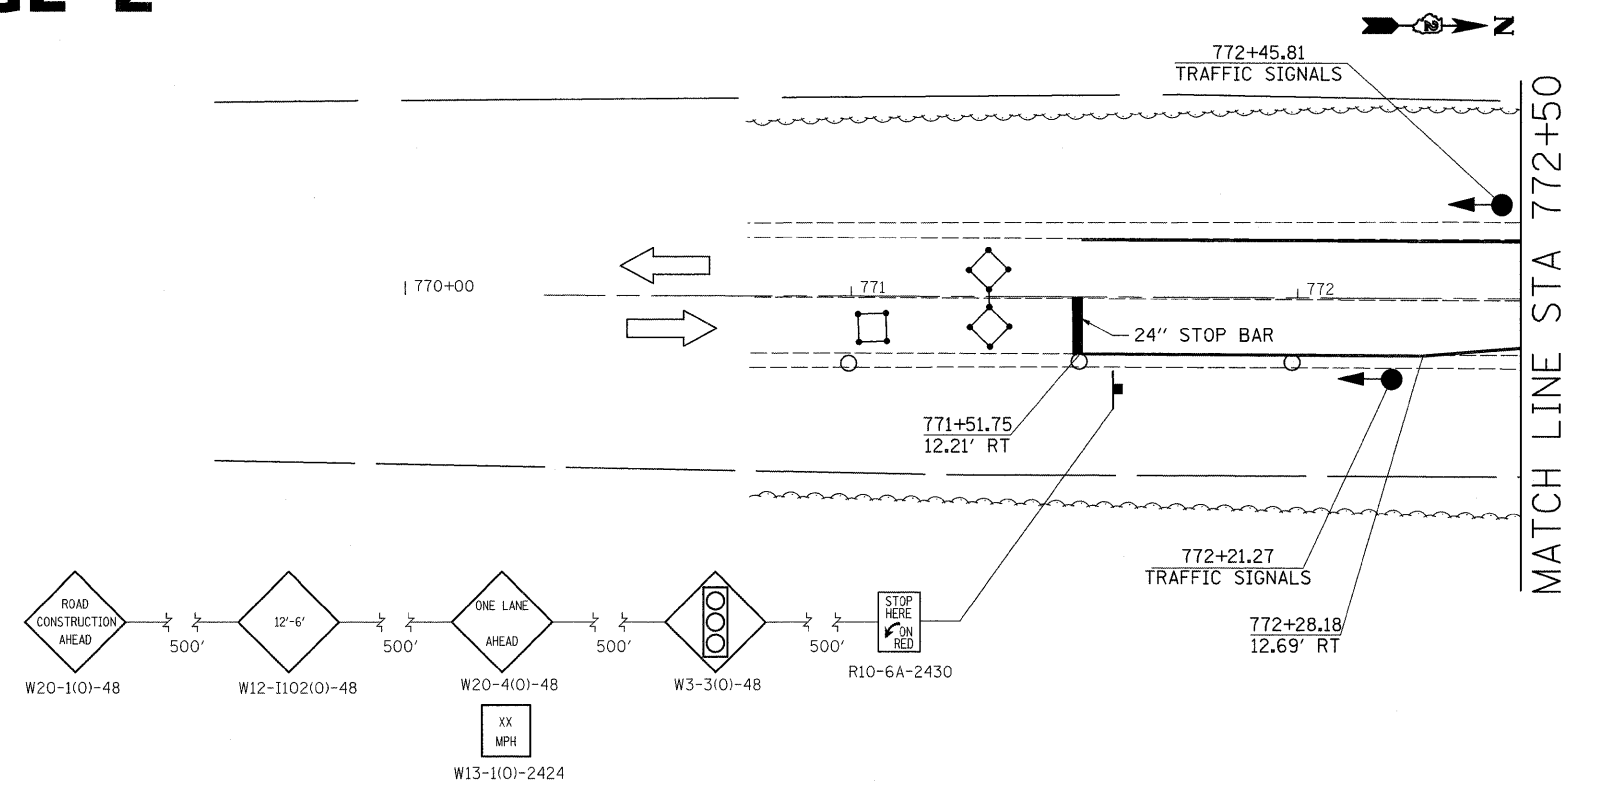 N
772+45.81
TRAFFIC SIGNALS
MATCH LINE STA 772+50
770+00
771
772
24" STOP BAR
771+51.75
12.21' RT
772+21.27
TRAFFIC SIGNALS
772+28.18
12.69' RT
ROAD
CONSTRUCTION
AHEAD
500'
12'-6'
500'
ONE LANE
AHEAD
500'
500'
STOP
HERE
ON
RED
W20-1(O)-48
W12-I102(O)-48
W20-4(O)-48
W3-3(O)-48
R10-6A-2430
XX
MPH
W13-1(O)-2424